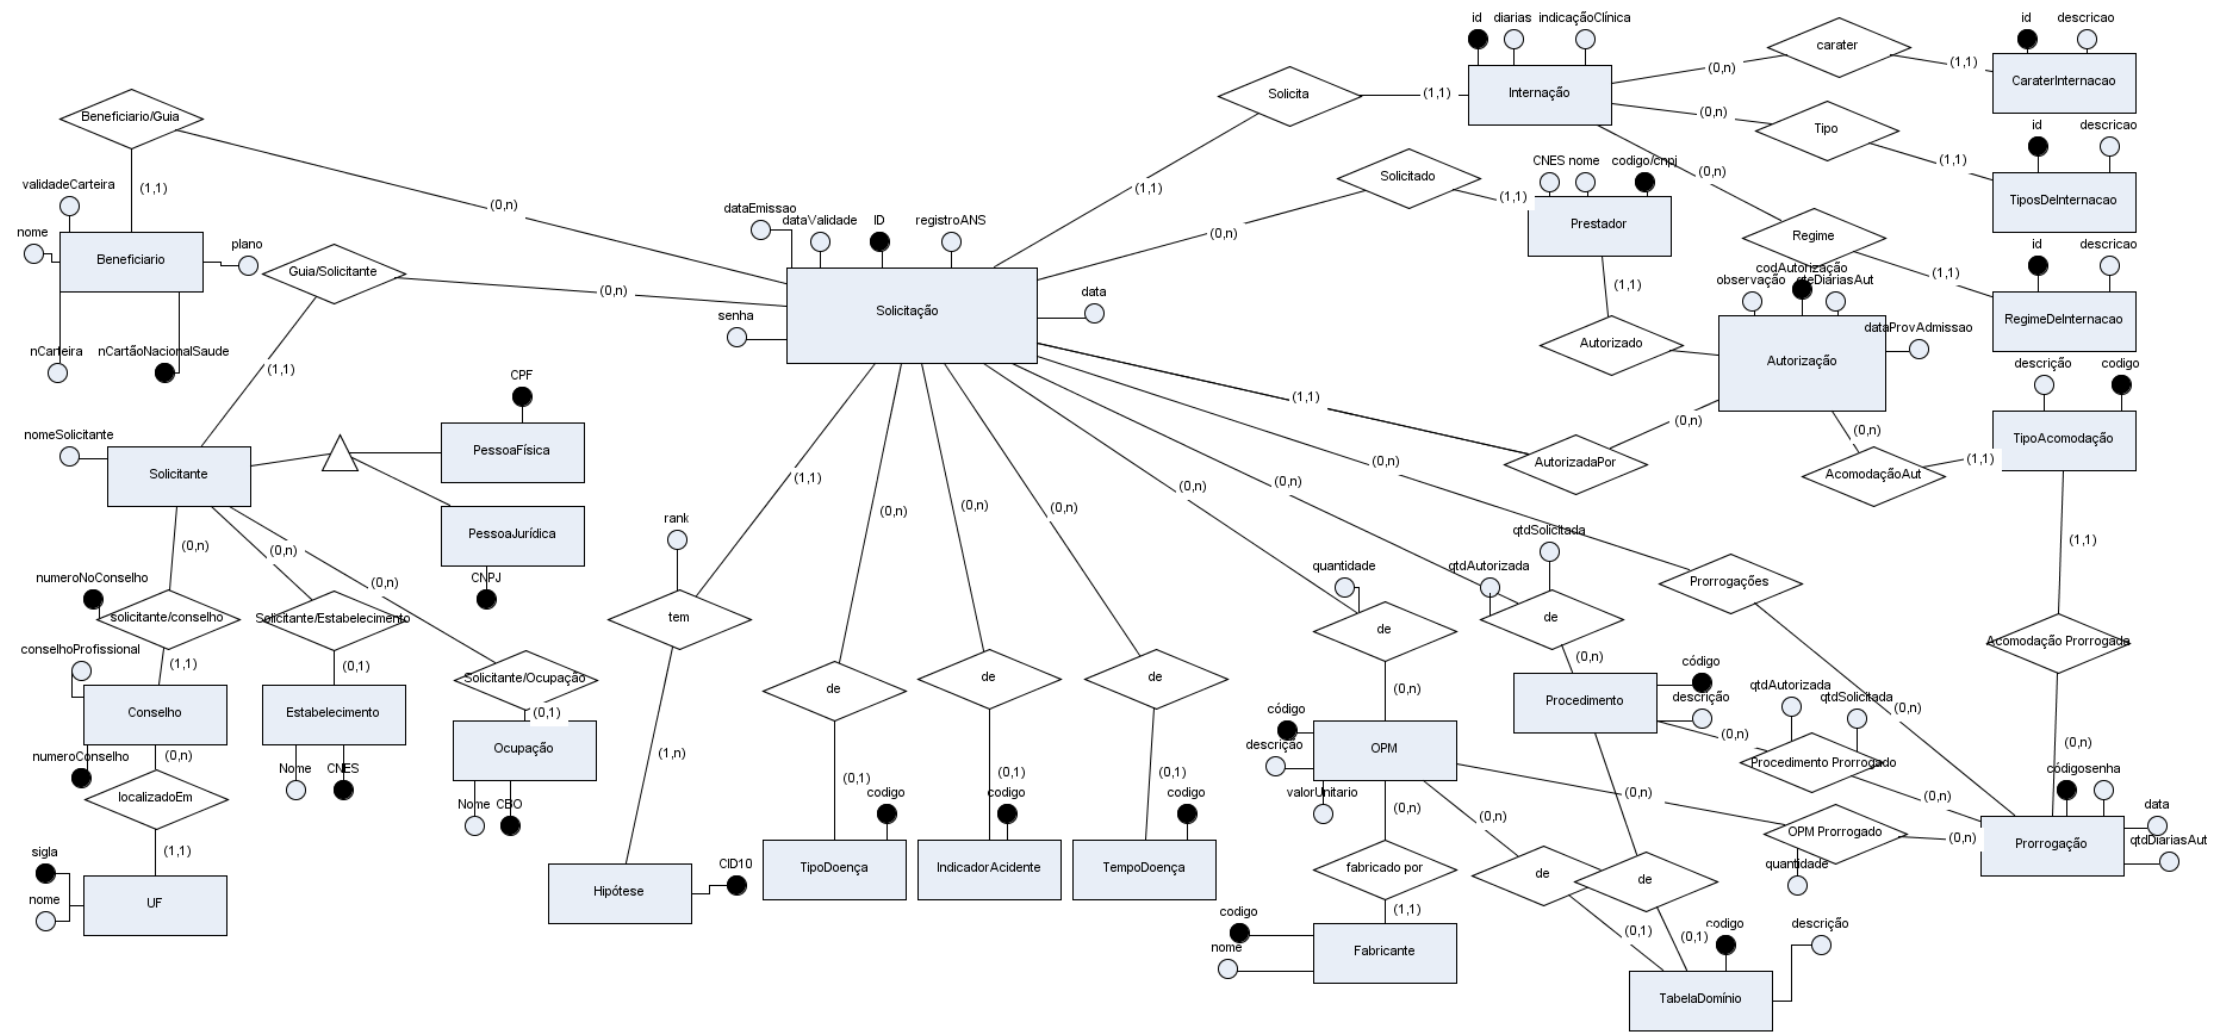 id diarias indicaçãoClínica
id descricao
carater
(0,n)
(1,1)
CaraterInternacao
Internação
Solicita
(1,1)
(1,1)
(0,n)
Tipo
id descricao
(1,1)
TiposDeInternacao
Beneficiario/Guia
(1,1)
(0,n)
Solicitado
(1,1)
(0,n)
CNES nome codigo/cnpj
Prestador
(0,n)
Regime
(1,1)
id descricao
RegimeDeInternacao
validadeCarteira
nome
plano
Beneficiario
nCarteira nCartãoNacionalSaude
Guia/Solicitante
(0,n)
(1,1)
dataEmissao
dataValidade
ID
registroANS
data
senha
Solicitação
(1,1)
Autorizado
codAutorização
observação
qteDiáriasAut
dataProvAdmissao
Autorização
(1,1)
AutorizadaPor
(0,n)
(0,n)
AcomodaçãoAut
(1,1)
descrição codigo
TipoAcomodação
(1,1)
Acomodação Prorrogada
(0,n)
nomeSolicitante
Solicitante
CPF
PessoaFísica
PessoaJurídica
CNPJ
(0,n)
(0,n)
(0,n)
numeroNoConselho
solicitante/conselho
Solicitante/Estabelecimento
Solicitante/Ocupação
conselhoProfissional
(1,1)
(0,1)
(0,1)
Conselho
Estabelecimento
Ocupação
numeroConselho
(0,n)
Nome CNES
Nome CBO
localizadoEm
(1,1)
sigla
nome
UF
(1,1)
rank
tem
(1,n)
CID10
Hipótese
(0,n)
de
(0,1)
codigo
TipoDoença
(0,n)
de
(0,1)
codigo
IndicadorAcidente
(0,n)
de
(0,1)
codigo
TempoDoença
(0,n)
quantidade
de
(0,n)
código
descrição
valorUnitario
OPM
(0,n)
fabricado por
(1,1)
codigo
nome
Fabricante
(0,n)
qtdAutorizada
qtdSolicitada
de
(0,n)
código
descrição
Procedimento
(0,n)
Prorrogações
(0,n)
(0,n)
qtdAutorizada
qtdSolicitada
Procedimento Prorrogado
(0,n)
(0,n)
OPM Prorrogado
quantidade
(0,n)
código
senha
data
qtdDiariasAut
Prorrogação
(0,n)
de
(0,1)
de
(0,1)
codigo
descrição
TabelaDomínio